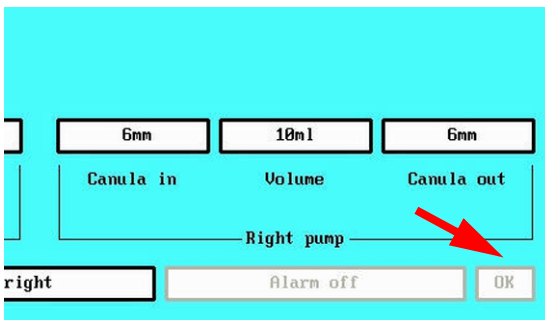 6mm 10ml 6mm
Canula in Volume Canula out
Right pump
right Alarm off OK